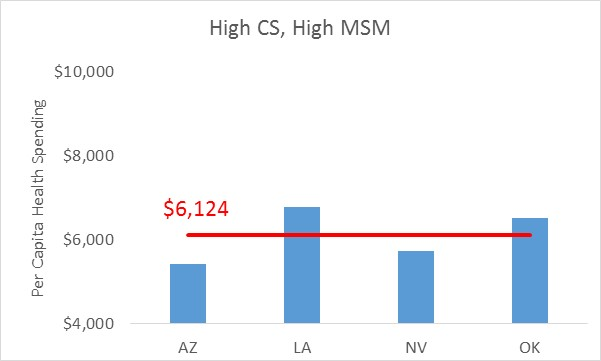 High CS, High MSM
Per Capita Health Spending
$10,000
$8,000
$6,000
$4,000
$6,124
AZ
LA
NV
OK